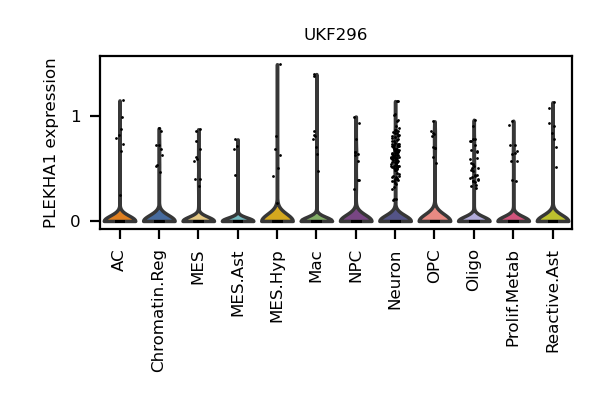 UKF296
PLEKHA1 expression
1
0
AC
Chromatin.Reg
MES
MES.Ast
MES.Hyp
Mac
NPC
Neuron
OPC
Oligo
Prolif.Metab
Reactive.Ast